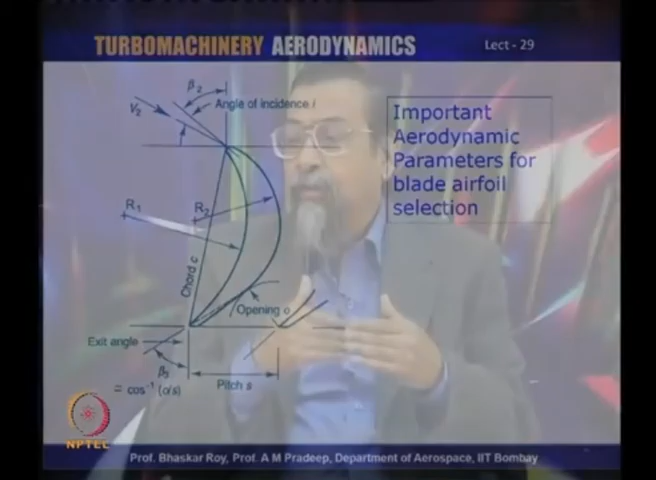 TURBOMACHINERY AERODYNAMICS
Lect - 29
β2
V2
Angle of incidence i
R1
R2
Chord c
Opening o
Exit angle
β3
= cos⁻¹ (o/s)
Pitch s
Important
Aerodynamic
Parameters for
blade airfoil
selection
NPTEL
Prof. Bhaskar Roy, Prof. A M Pradeep, Department of Aerospace, IIT Bombay